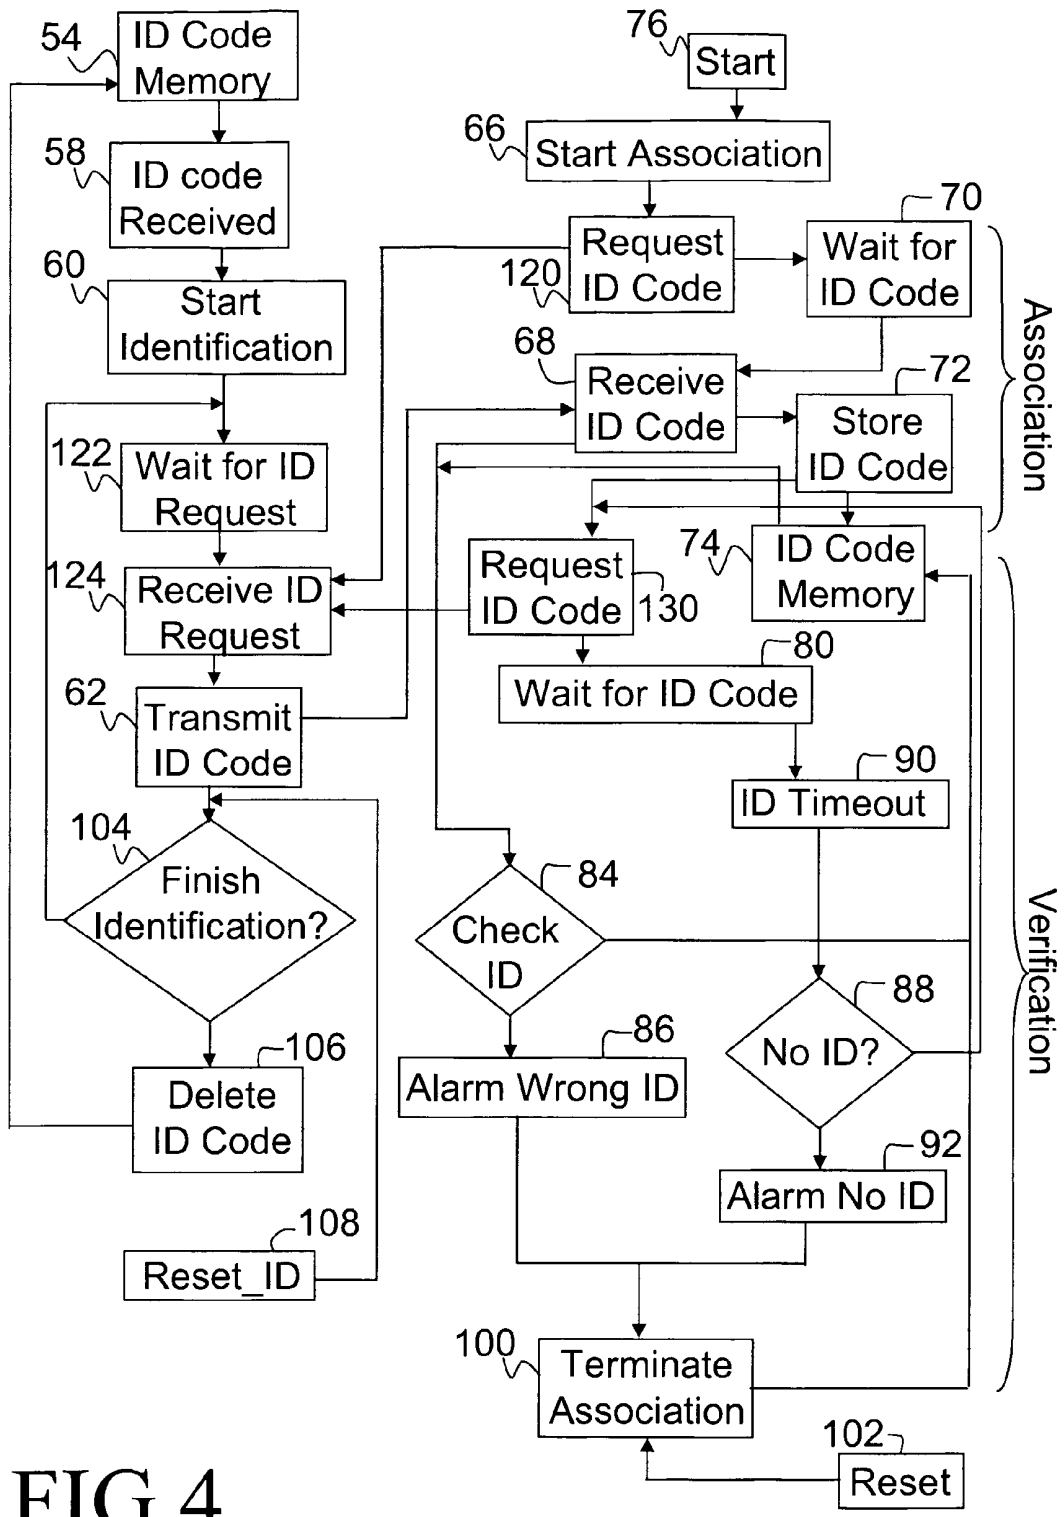 54
ID Code
Memory
58
ID code
Received
60
Start
Identification
122
Wait for ID
Request
124
Receive ID
Request
62
Transmit
ID Code
104
Finish
Identification?
106
Delete
ID Code
108
Reset_ID
76
Start
66
Start Association
120
Request
ID Code
70
Wait for
ID Code
68
Receive
ID Code
72
Store
ID Code
Association
74
ID Code
Memory
Request
ID Code
130
80
Wait for ID Code
90
ID Timeout
84
Check
ID
88
No ID?
86
Alarm Wrong ID
92
Alarm No ID
Verification
100
Terminate
Association
102
Reset
FIG 4